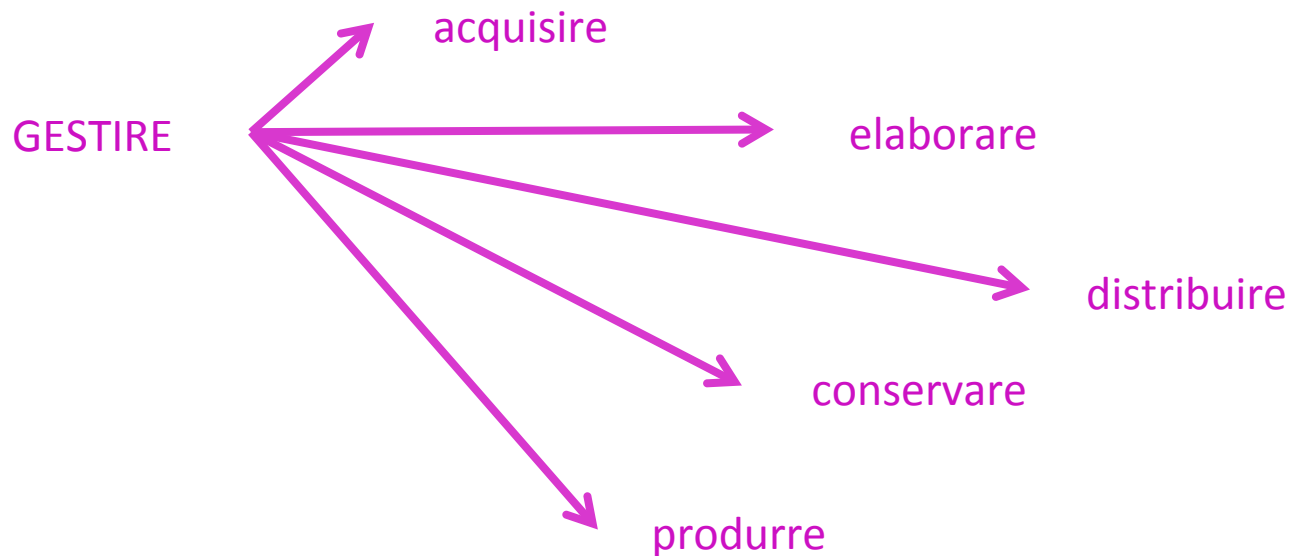 acquisire
GESTIRE
elaborare
distribuire
conservare
produrre